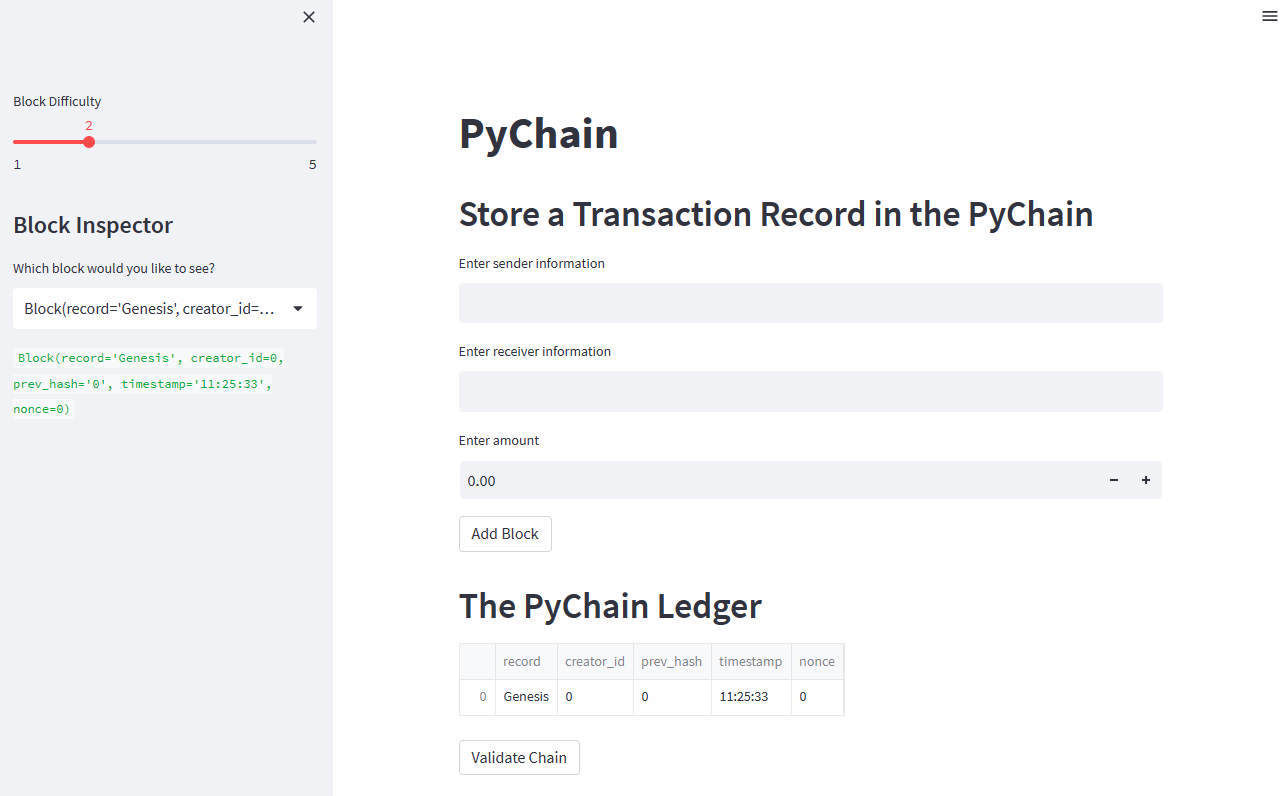 Block Difficulty
2
1 5
Block Inspector
Which block would you like to see?
Block(record='Genesis', creator_id=...
Block(record='Genesis', creator_id=0,
prev_hash='0', timestamp='11:25:33',
nonce=0)
PyChain
Store a Transaction Record in the PyChain
Enter sender information
Enter receiver information
Enter amount
0.00
Add Block
The PyChain Ledger
record creator_id prev_hash timestamp nonce
0 Genesis 0 0 11:25:33 0
Validate Chain